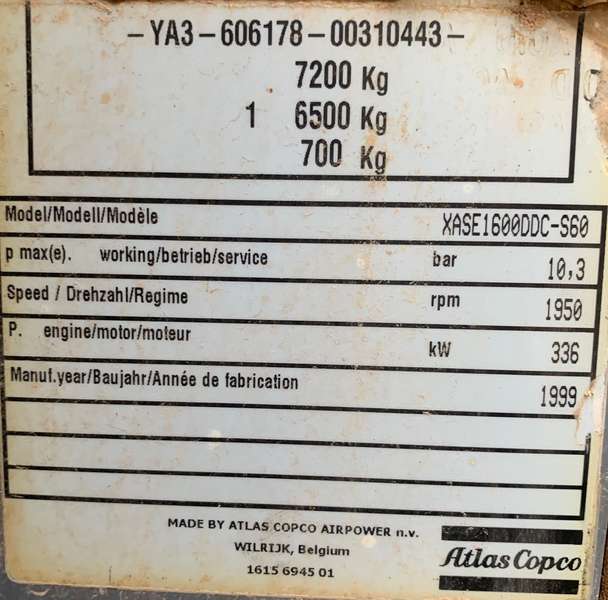 - YA3-606178-00310443-
7200 Kg
1 6500 Kg
700 Kg
Model/Modell/Modèle XASE1600DDC-S60
p max(e). working/betrieb/service bar 10,3
Speed / Drehzahl/Regime rpm 1950
P. engine/motor/moteur kW 336
Manuf.year/Baujahr/Année de fabrication 1999
MADE BY ATLAS COPCO AIRPOWER n.v.
WILRIJK, Belgium
1615 6945 01
Atlas Copco